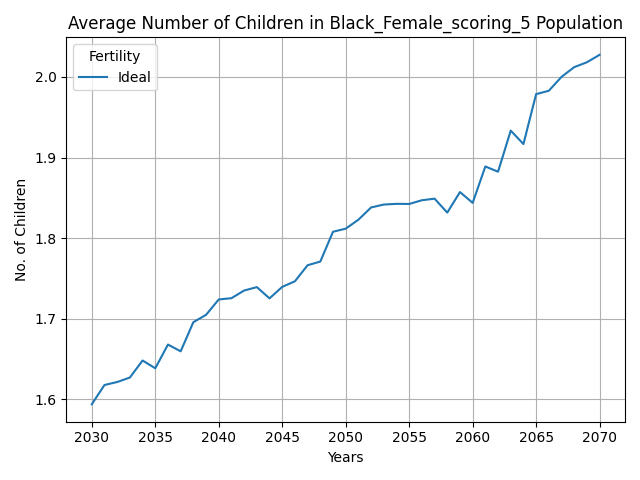 Average Number of Children in Black_Female_scoring_5 Population
Fertility
Ideal
No. of Children
2.0
1.9
1.8
1.7
1.6
2030 2035 2040 2045 2050 2055 2060 2065 2070
Years